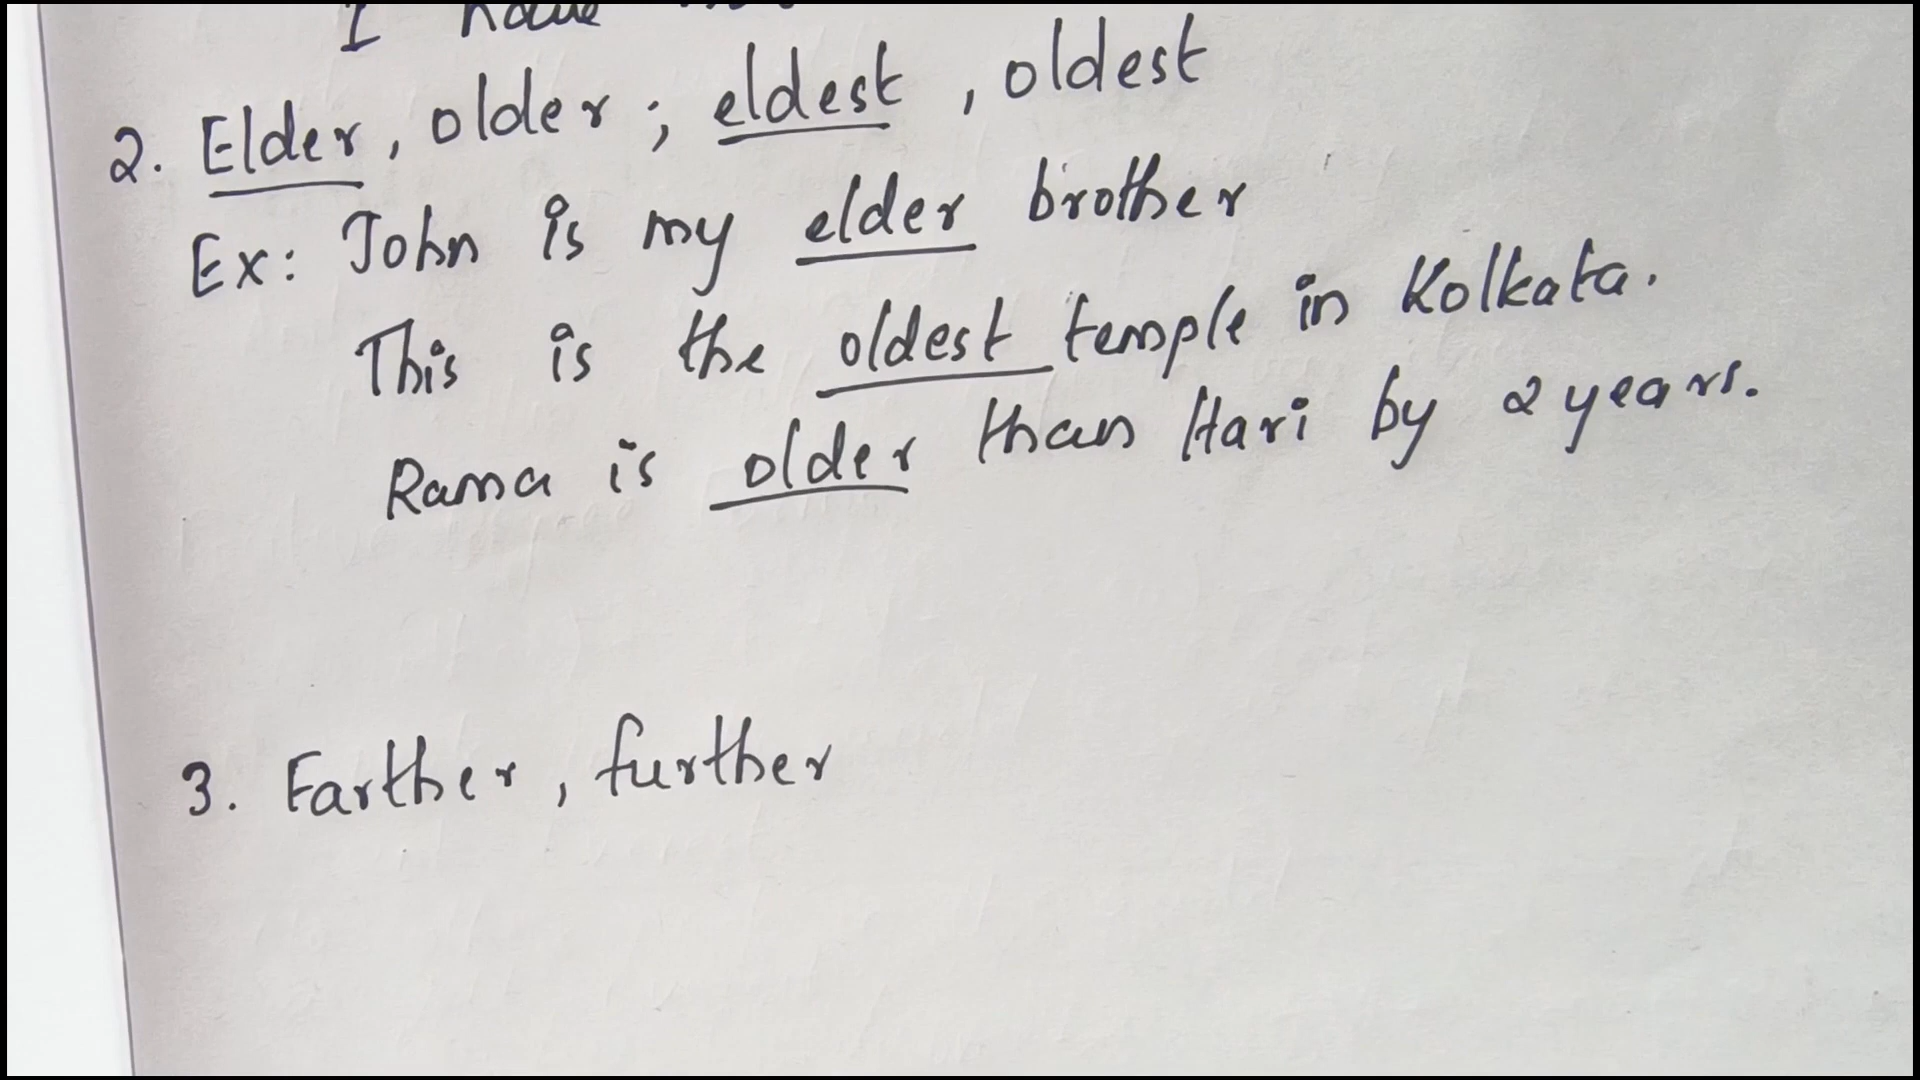 I have
2. Elder, older; eldest, oldest
Ex: John is my elder brother
This is the oldest temple in Kolkata.
Rama is older than Hari by 2 years.
3. Farther, further